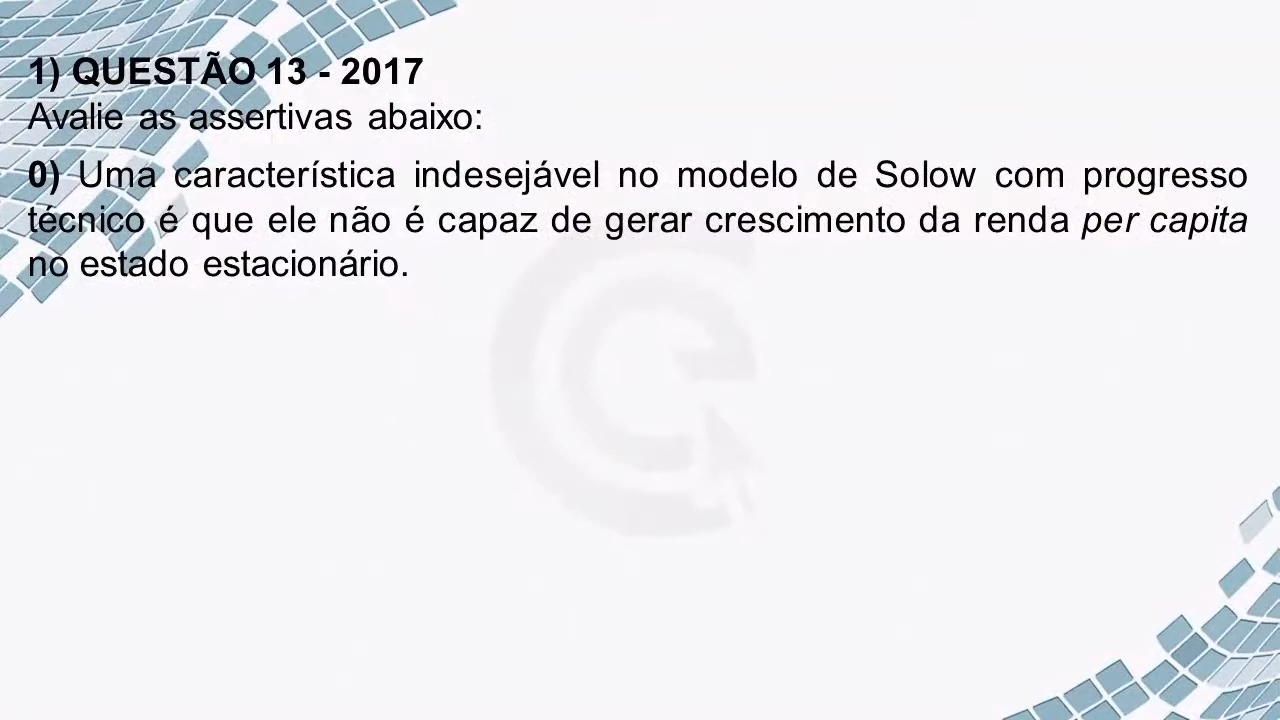 1) QUESTÃO 13 - 2017
Avalie as assertivas abaixo:
0) Uma característica indesejável no modelo de Solow com progresso
técnico é que ele não é capaz de gerar crescimento da renda per capita
no estado estacionário.